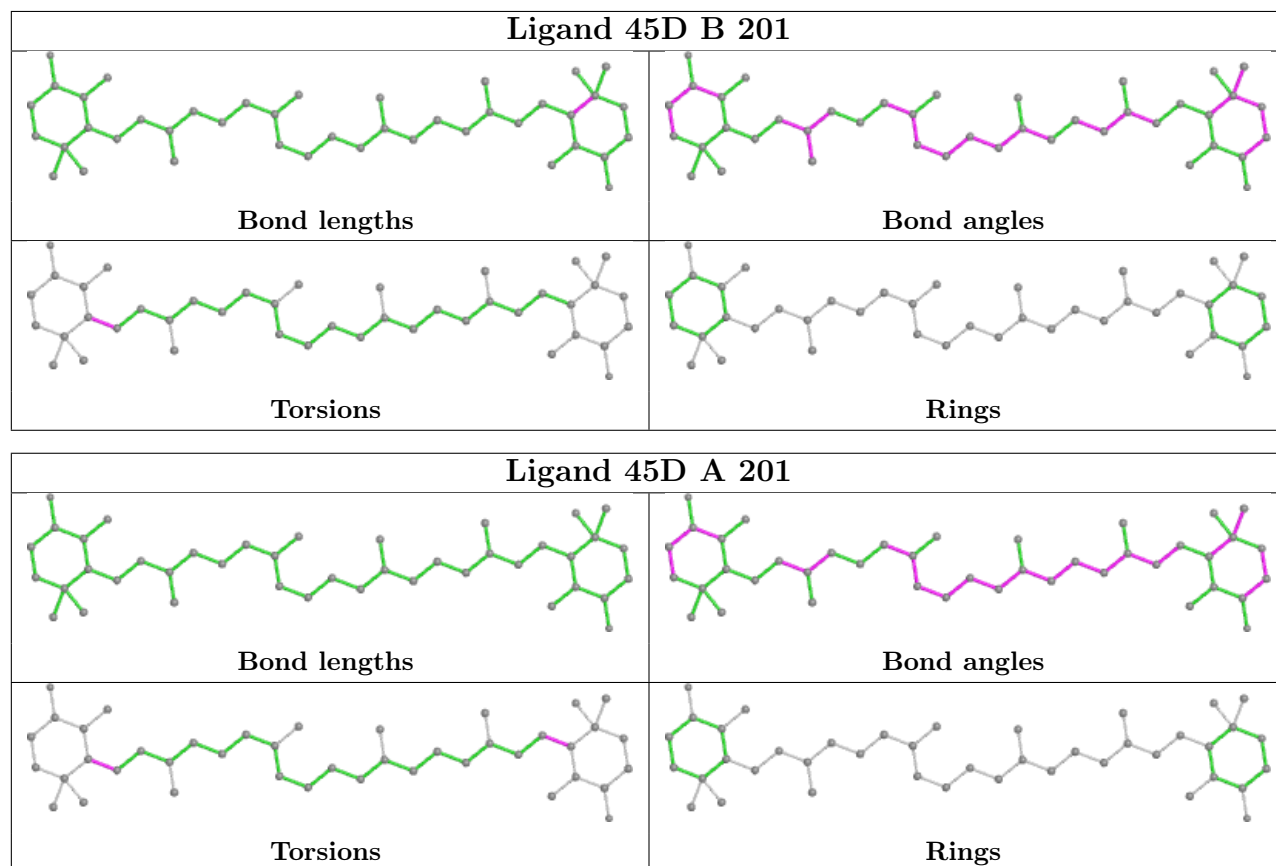 Ligand 45D B 201
Bond lengths
Bond angles
Torsions
Rings
Ligand 45D A 201
Bond lengths
Bond angles
Torsions
Rings